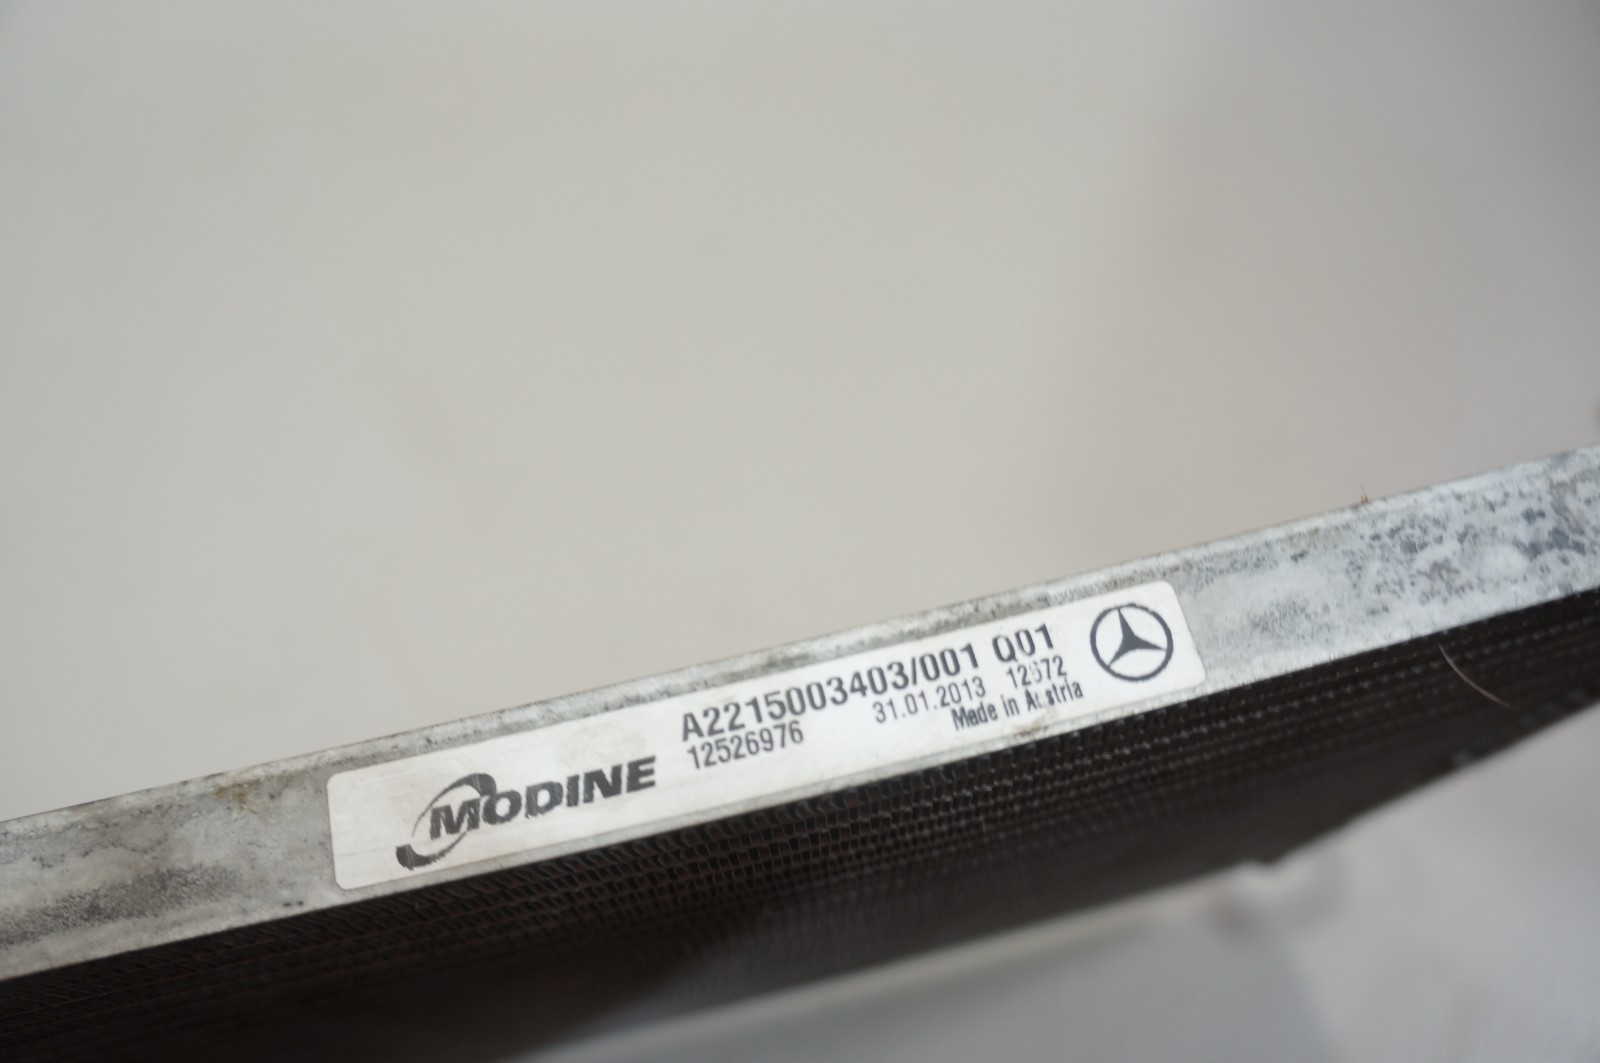 MODINE
A2215003403/001 Q01
12526976
31.01.2013
Made in Austria